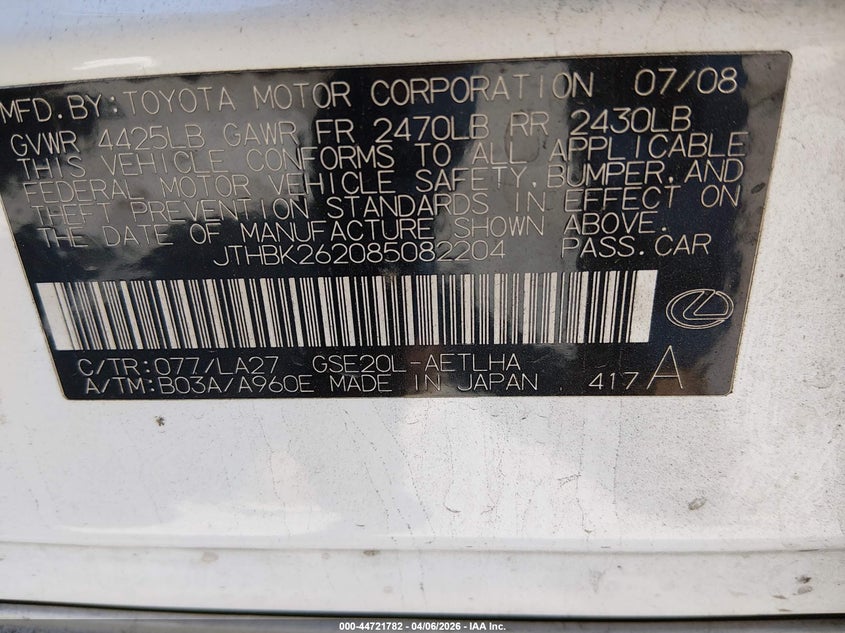 MFD.BY:TOYOTA MOTOR CORPORATION 07/08
GVWR 4425LB GAWR FR 2470LB RR 2430LB
THIS VEHICLE CONFORMS TO ALL APPLICABLE
FEDERAL MOTOR VEHICLE SAFETY,BUMPER,AND
THEFT PREVENTION STANDARDS IN EFFECT ON
THE DATE OF MANUFACTURE SHOWN ABOVE.
JTHBK262085082204 PASS.CAR
C/TR:077/LA27 GSE20L-AETLHA
A/TM:B03A/A960E MADE IN JAPAN 417A
000-44721782 - 04/06/2026 - IAA Inc.